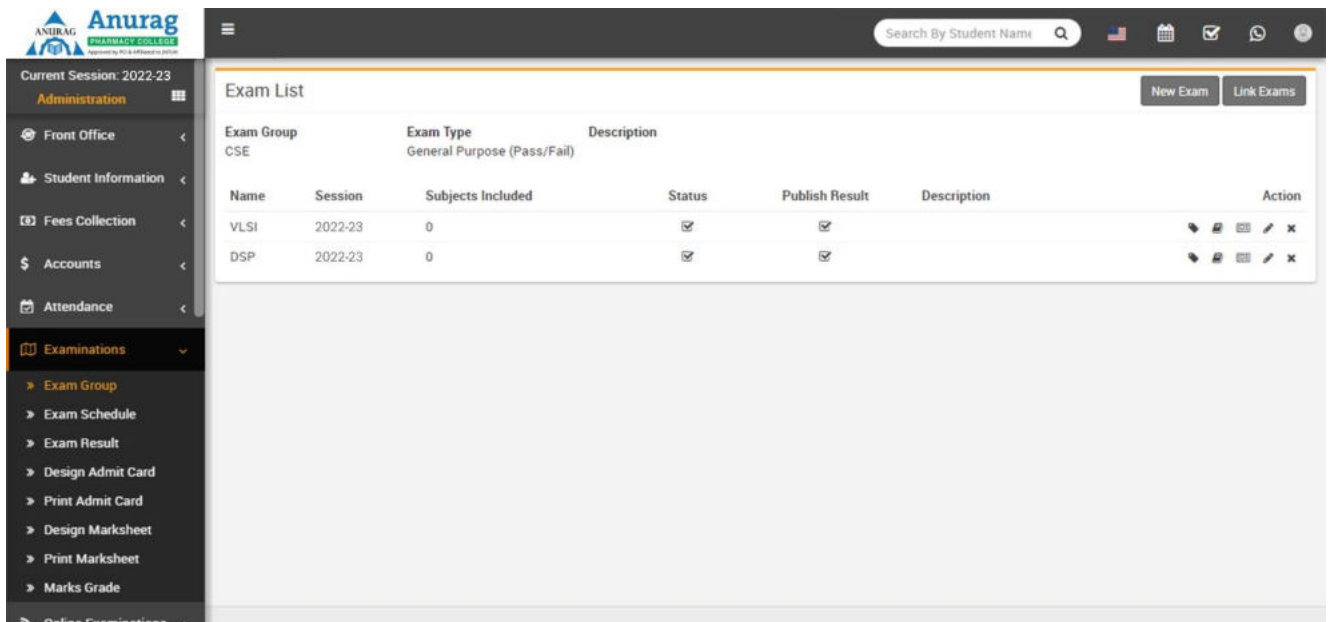 ANURAG
Anurag
PHARMACY COLLEGE
Search By Student Name
Current Session: 2022-23
Administration
Front Office
Student Information
Fees Collection
Accounts
Attendance
Examinations
Exam Group
Exam Schedule
Exam Result
Design Admit Card
Print Admit Card
Design Marksheet
Print Marksheet
Marks Grade
Exam List
New Exam Link Exams
Exam Group Exam Type Description
CSE General Purpose (Pass/Fail)
Name Session Subjects Included Status Publish Result Description Action
VLSI 2022-23 0
DSP 2022-23 0